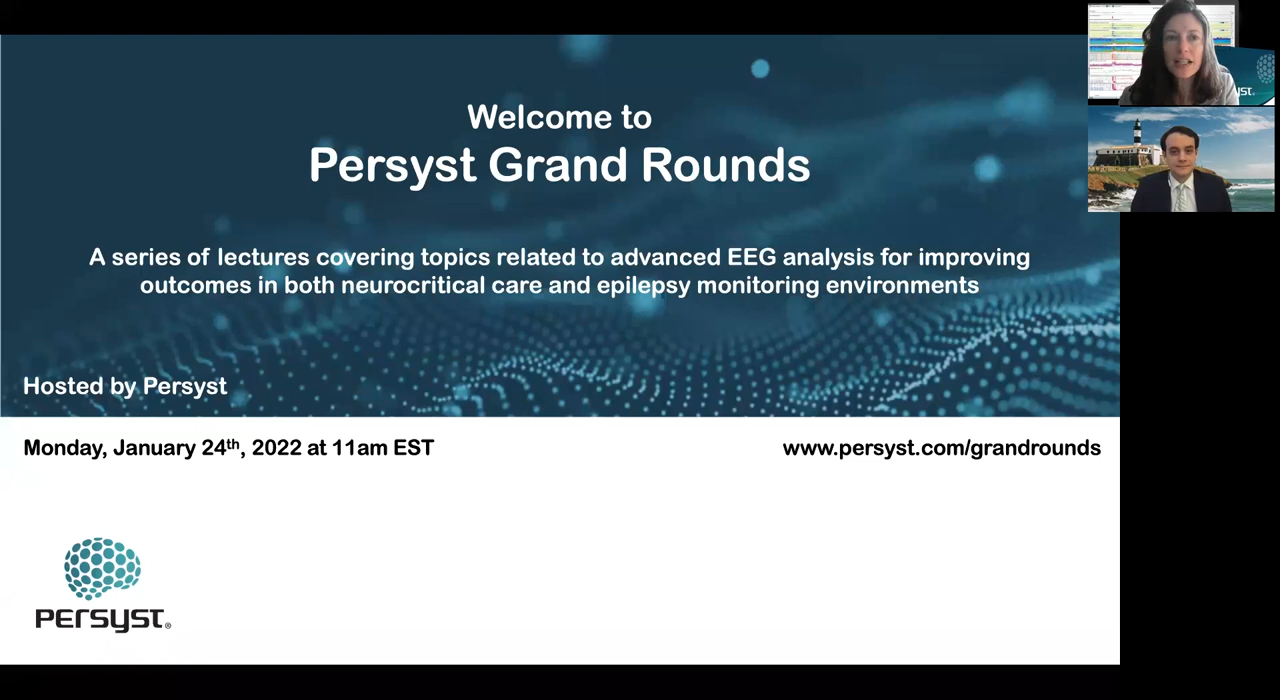 Welcome to
Persyst Grand Rounds
A series of lectures covering topics related to advanced EEG analysis for improving
outcomes in both neurocritical care and epilepsy monitoring environments
Hosted by Persyst
Monday, January 24th, 2022 at 11am EST
www.persyst.com/grandrounds
PERSYST®